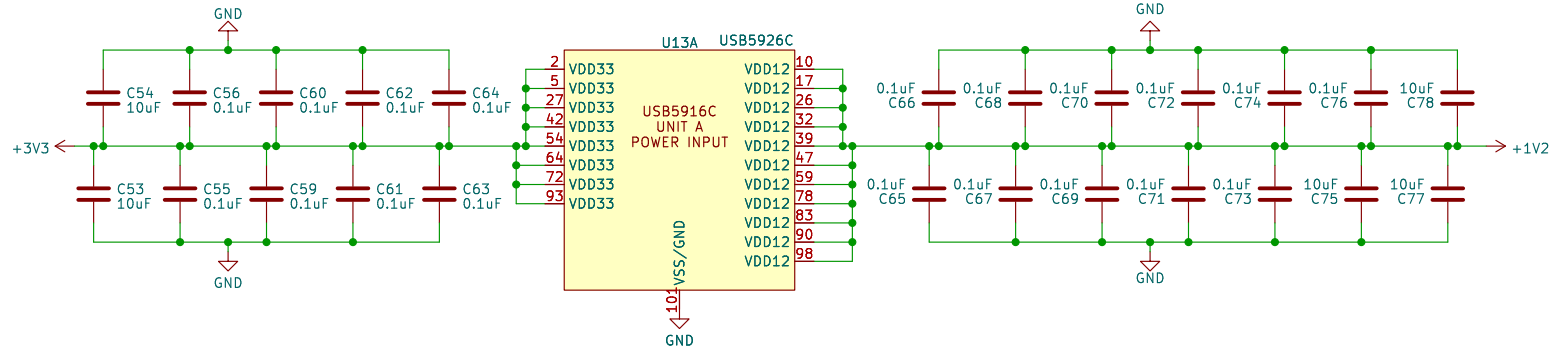 GND
GND
U13A
USB5926C
C54
10uF
C56
0.1uF
C60
0.1uF
C62
0.1uF
C64
0.1uF
+3V3
C53
10uF
C55
0.1uF
C59
0.1uF
C61
0.1uF
C63
0.1uF
GND
2 VDD33
5 VDD33
27 VDD33
42 VDD33
54 VDD33
64 VDD33
72 VDD33
93 VDD33
USB5916C
UNIT A
POWER INPUT
VDD12 10
VDD12 17
VDD12 26
VDD12 32
VDD12 39
VDD12 47
VDD12 59
VDD12 78
VDD12 83
VDD12 90
VDD12 98
VSS/GND
101
GND
0.1uF
C66
0.1uF
C68
0.1uF
C70
0.1uF
C72
0.1uF
C74
0.1uF
C76
10uF
C78
+1V2
0.1uF
C65
0.1uF
C67
0.1uF
C69
0.1uF
C71
0.1uF
C73
10uF
C75
10uF
C77
GND